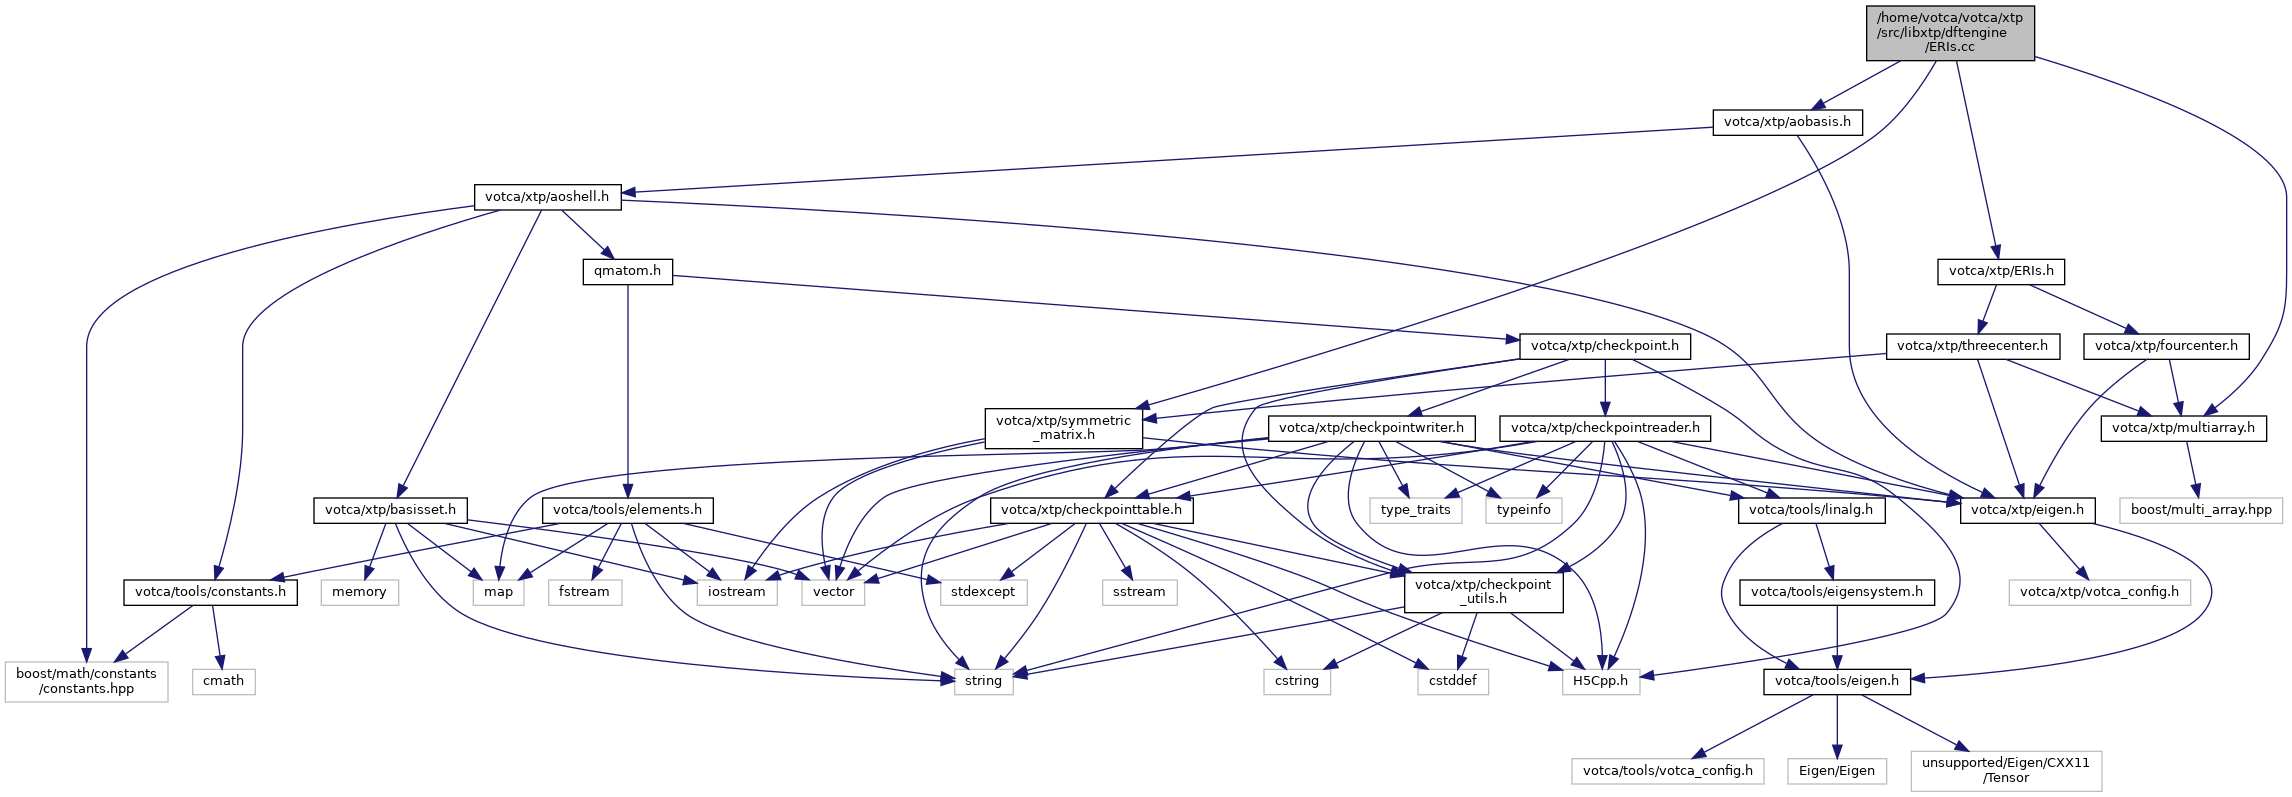 /home/votca/votca/xtp
/src/libxtp/dftengine
/ERIs.cc
votca/xtp/aobasis.h
votca/xtp/aoshell.h
qmatom.h
votca/xtp/ERIs.h
votca/xtp/checkpoint.h
votca/xtp/threecenter.h
votca/xtp/fourcenter.h
votca/xtp/symmetric
_matrix.h
votca/xtp/checkpointwriter.h
votca/xtp/checkpointreader.h
votca/xtp/multiarray.h
votca/xtp/basisset.h
votca/tools/elements.h
votca/xtp/checkpointtable.h
type_traits
typeinfo
votca/tools/linalg.h
votca/xtp/eigen.h
boost/multi_array.hpp
votca/tools/constants.h
memory
map
fstream
iostream
vector
stdexcept
sstream
votca/xtp/checkpoint
_utils.h
votca/tools/eigensystem.h
votca/xtp/votca_config.h
boost/math/constants
/constants.hpp
cmath
string
cstring
cstddef
H5Cpp.h
votca/tools/eigen.h
votca/tools/votca_config.h
Eigen/Eigen
unsupported/Eigen/CXX11
/Tensor